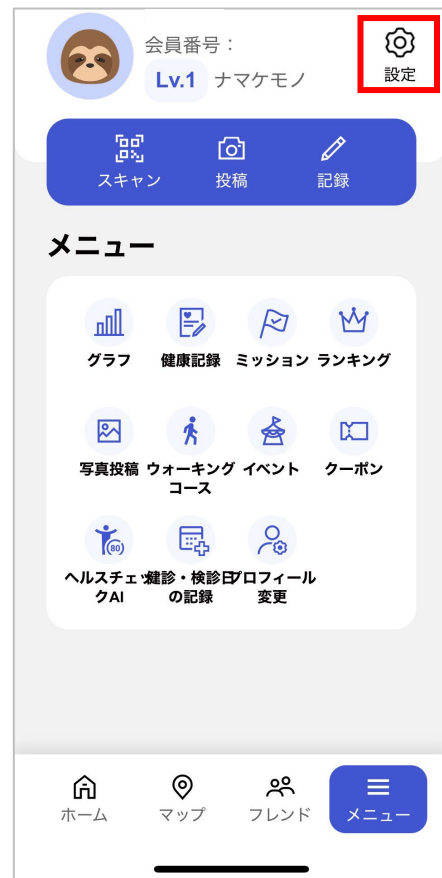 会員番号：
設定
Lv.1 ナマケモノ
スキャン 投稿 記録
メニュー
グラフ 健康記録 ミッション ランキング
写真投稿 ウォーキング イベント クーポン
コース
(80)
ヘルスチェッ 健診・検診日 プロフィール
クAI の記録 変更
ホーム マップ フレンド メニュー